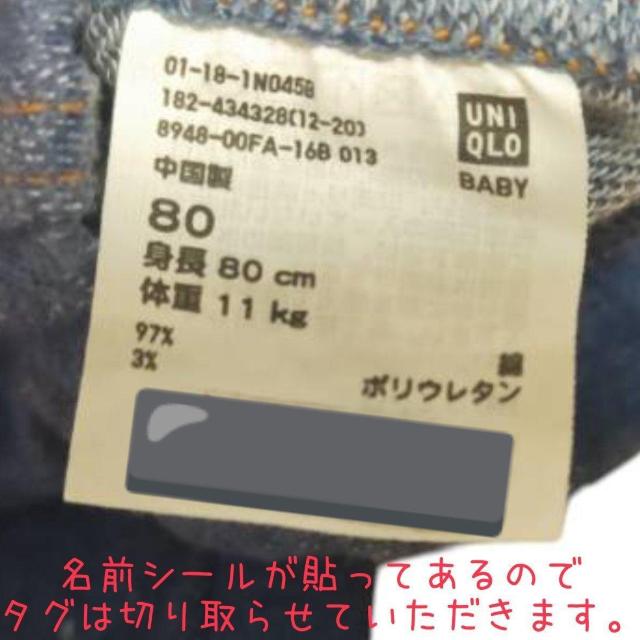 01-18-1N045B
182-434328(12-20)
8948-00FA-16B 013
中国製
80
身長 80 cm
体重 11 kg
97% 綿
3% ポリウレタン
UNI
QLO
BABY
名前シールが貼ってあるので
タグは切り取らせていただきます。